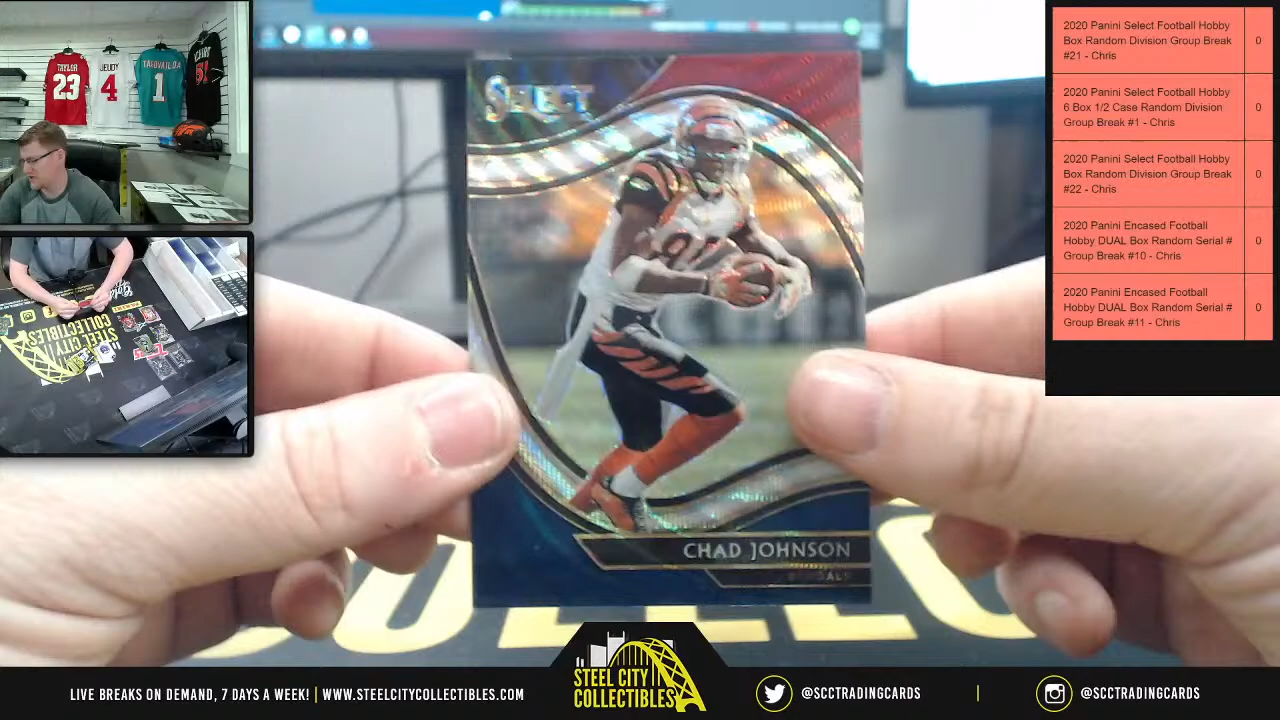 TAYLOR
23
JEUDY
4
TAGOVAILOA
1
SELECT
CHAD JOHNSON
BENGALS
2020 Panini Select Football Hobby
Box Random Division Group Break
#21 - Chris
0
2020 Panini Select Football Hobby
6 Box 1/2 Case Random Division
Group Break #1 - Chris
0
2020 Panini Select Football Hobby
Box Random Division Group Break
#22 - Chris
0
2020 Panini Encased Football
Hobby DUAL Box Random Serial #
Group Break #10 - Chris
0
2020 Panini Encased Football
Hobby DUAL Box Random Serial #
Group Break #11 - Chris
0
STEEL CITY
COLLECTIBLES
LIVE BREAKS ON DEMAND, 7 DAYS A WEEK! | WWW.STEELCITYCOLLECTIBLES.COM
STEEL CITY
COLLECTIBLES
@SCCTRADINGCARDS
@SCCTRADINGCARDS